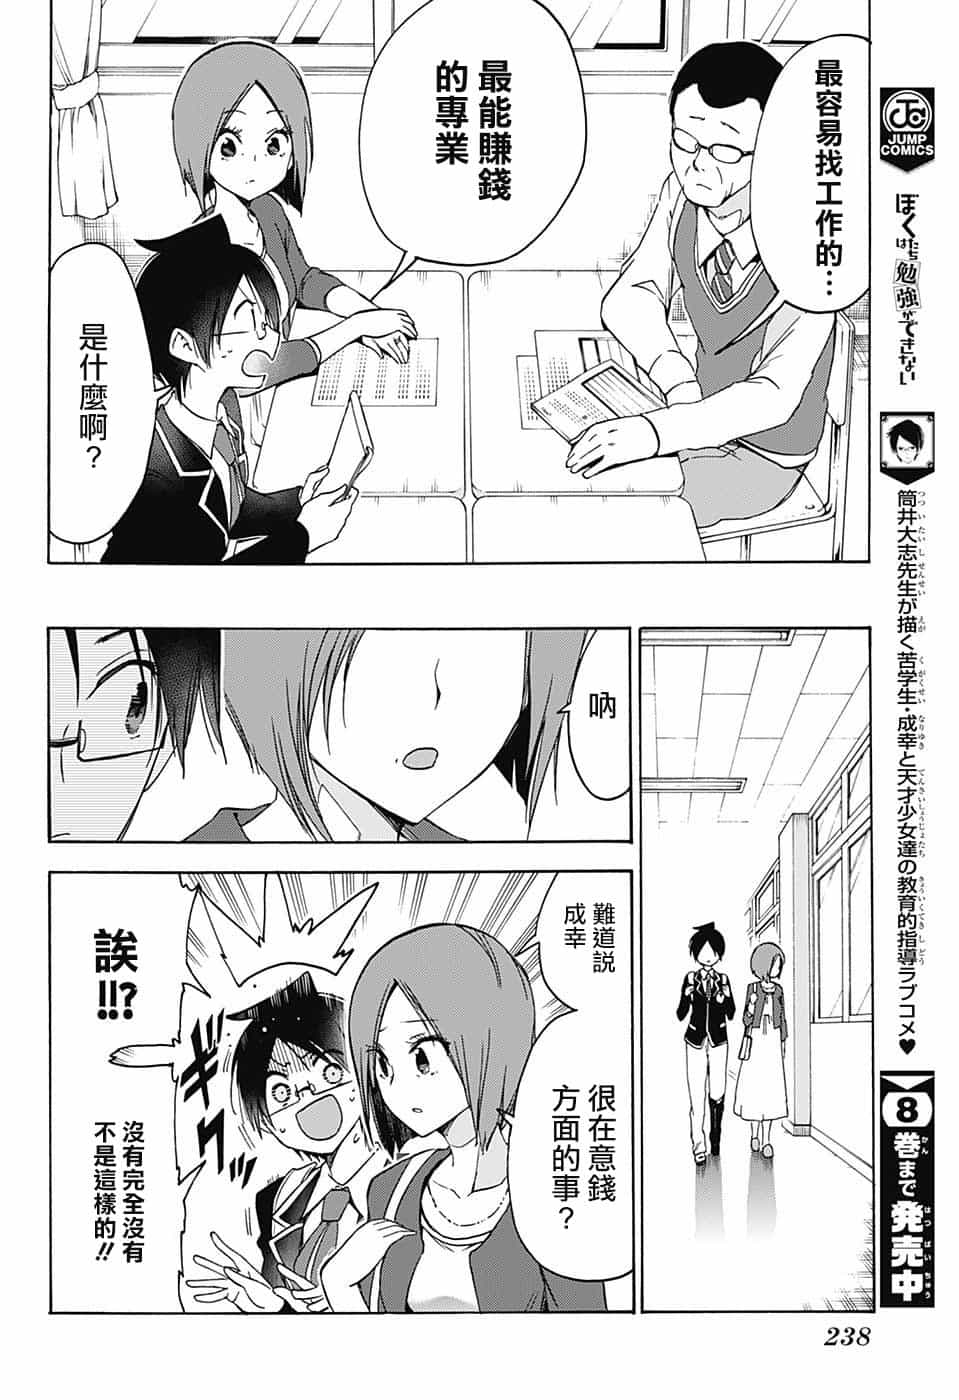 最容易找工作的…
最能賺錢
的專業
是什麼啊？
吶
難道説
成幸
很在意錢
方面的事？
誒!!?
ギクッ
沒有完全沒有
不是這樣的!!
JUMP
COMICS
ぼくたちは勉強ができない
筒井大志先生が描く苦学生・成幸と天才少女達の教育的指導ラブコメ♥
8巻まで発売中
238